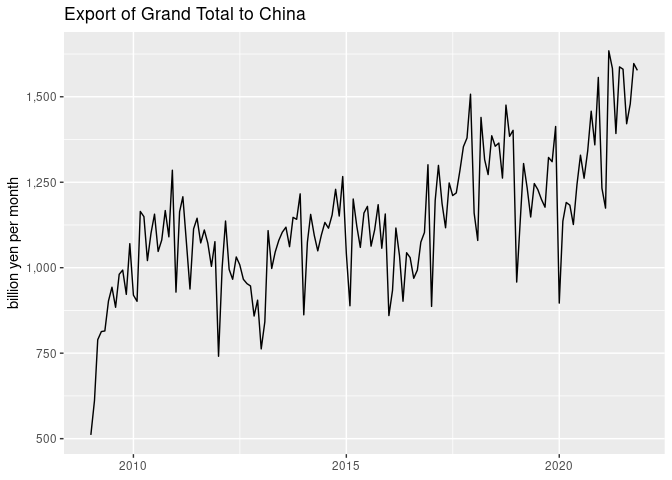 Export of Grand Total to China
billion yen per month
1,500
1,250
1,000
750
500
2010 2015 2020